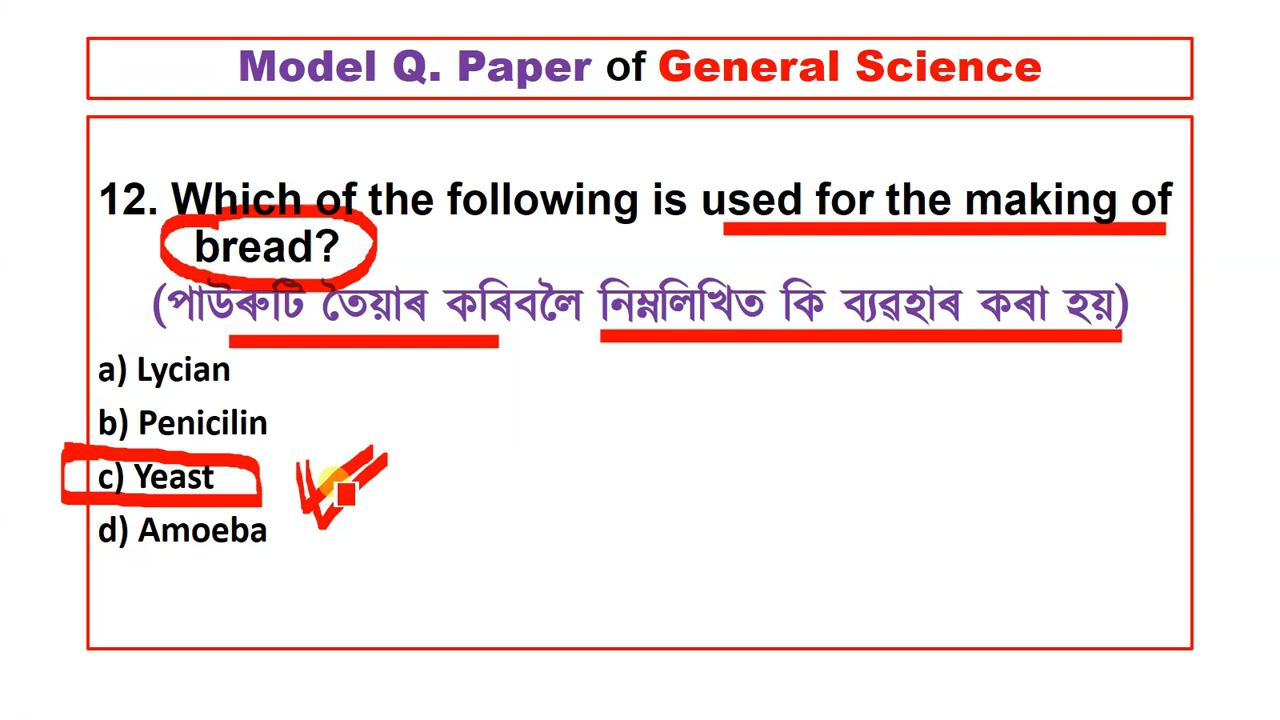 Model Q. Paper of General Science
12. Which of the following is used for the making of
bread?
(পাউৰুটি তৈয়াৰ কৰিবলৈ নিম্নলিখিত কি ব্যৱহাৰ কৰা হয়)
a) Lycian
b) Penicilin
c) Yeast
d) Amoeba